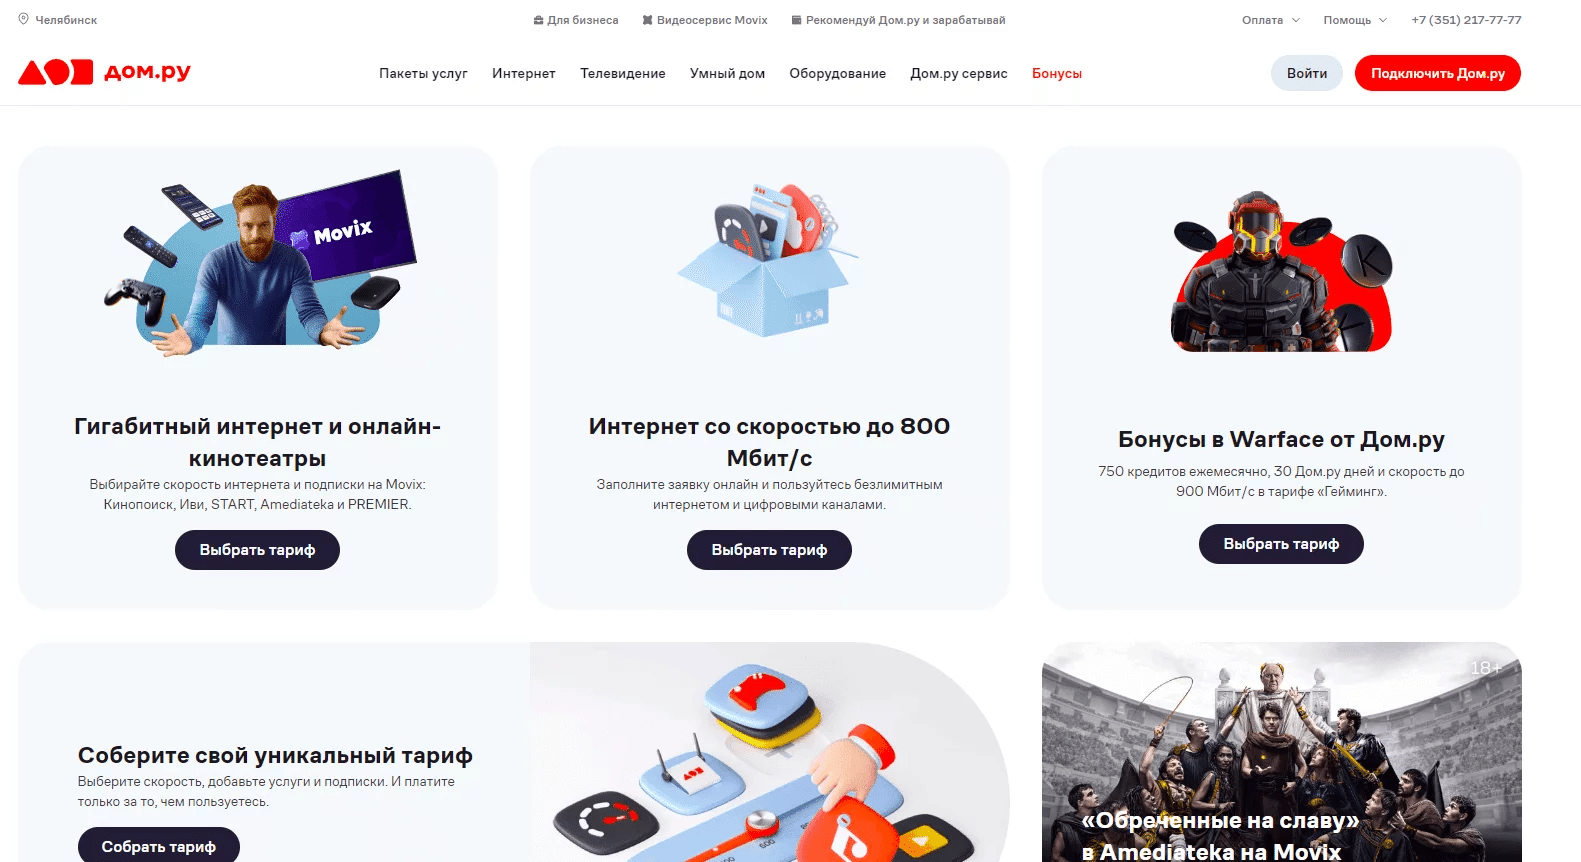 Челябинск
Для бизнеса
Видеосервис Movix
Рекомендуй Дом.ру и зарабатывай
Оплата
Помощь
+7 (351) 217-77-77
дом.ру
Пакеты услуг
Интернет
Телевидение
Умный дом
Оборудование
Дом.ру сервис
Бонусы
Войти
Подключить Дом.ру
Movix
Гигабитный интернет и онлайн-
кинотеатры
Выбирайте скорость интернета и подписки на Movix:
Кинопоиск, Иви, START, Amediateka и PREMIER.
Выбрать тариф
Интернет со скоростью до 800
Мбит/с
Заполните заявку онлайн и пользуйтесь безлимитным
интернетом и цифровыми каналами.
Выбрать тариф
K
Бонусы в Warface от Дом.ру
750 кредитов ежемесячно, 30 Дом.ру дней и скорость до
900 Мбит/с в тарифе «Гейминг».
Выбрать тариф
Соберите свой уникальный тариф
Выберите скорость, добавьте услуги и подписки. И платите
только за то, чем пользуетесь.
Собрать тариф
600
800
18+
«Обреченные на славу»
в Amediateka на Movix